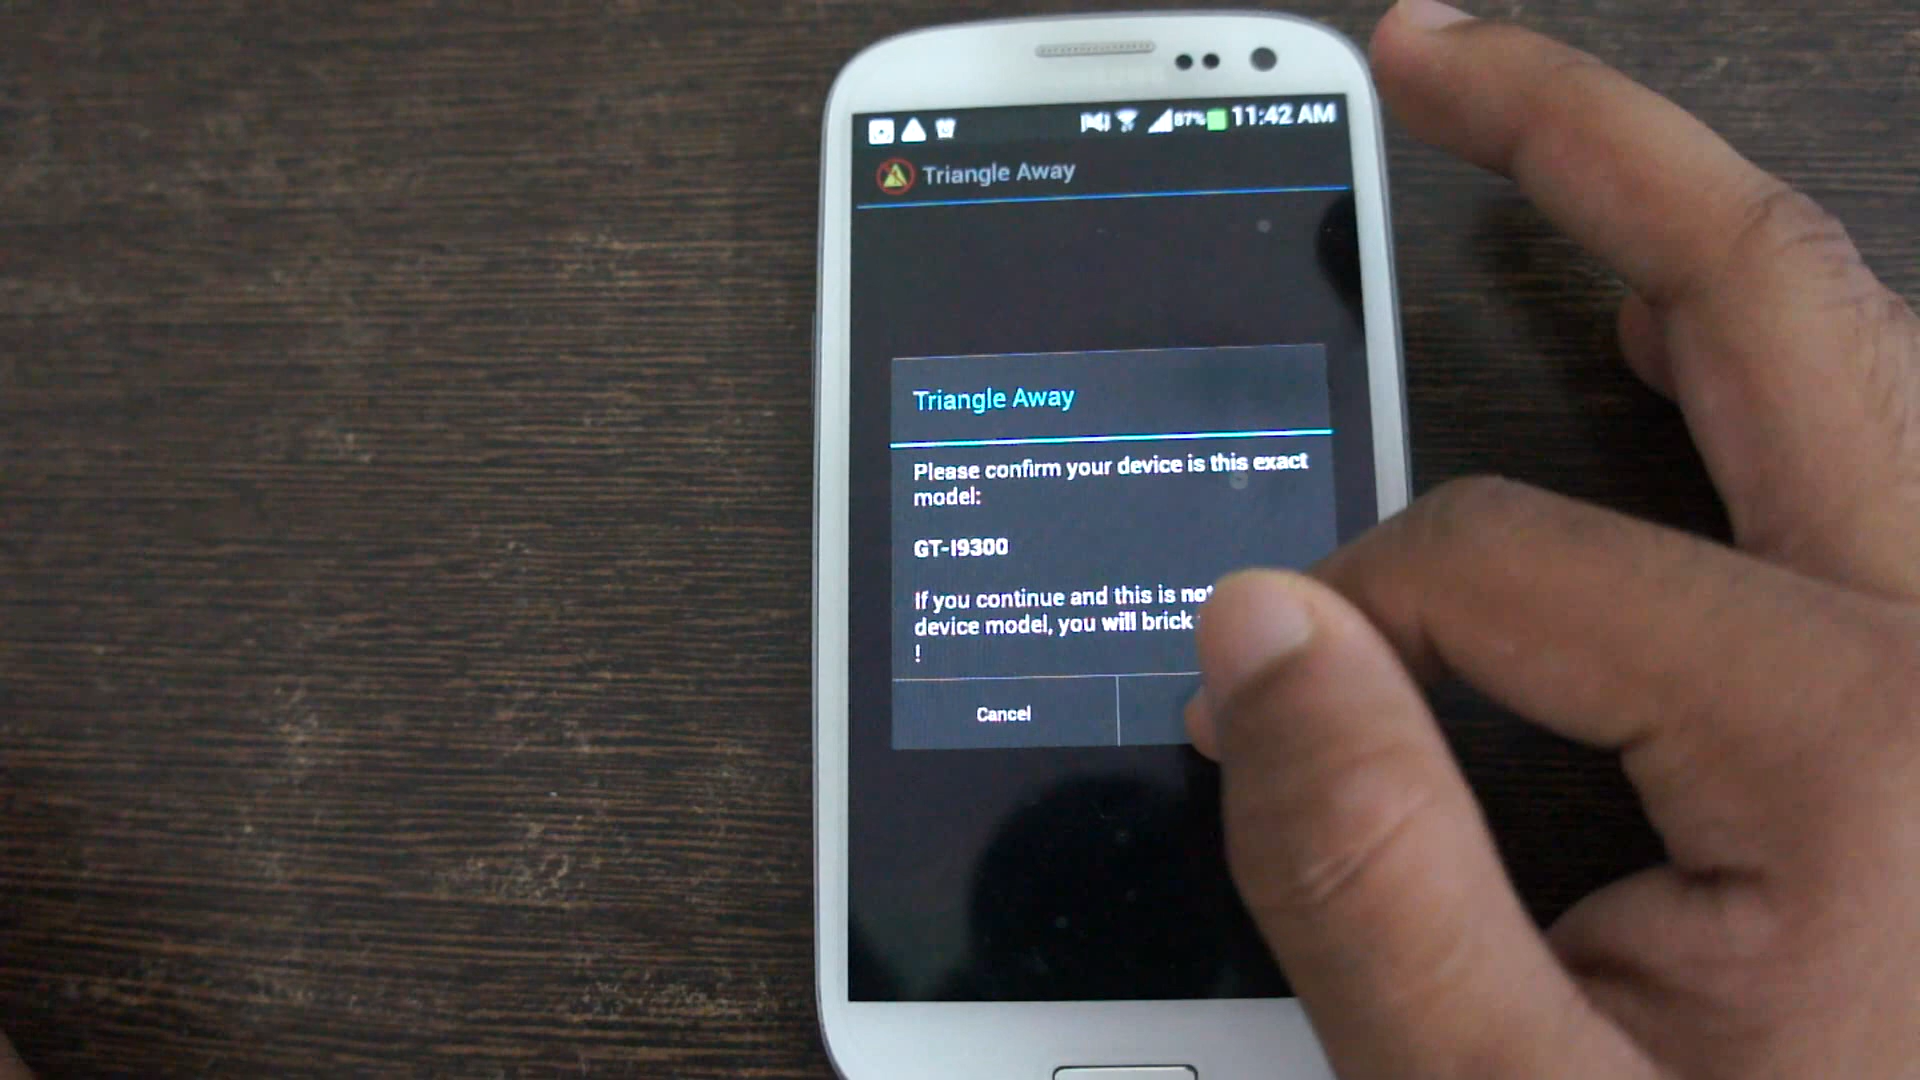 87% 11:42 AM
Triangle Away
Triangle Away
Please confirm your device is this exact
model:
GT-I9300
If you continue and this is not
device model, you will brick
!
Cancel